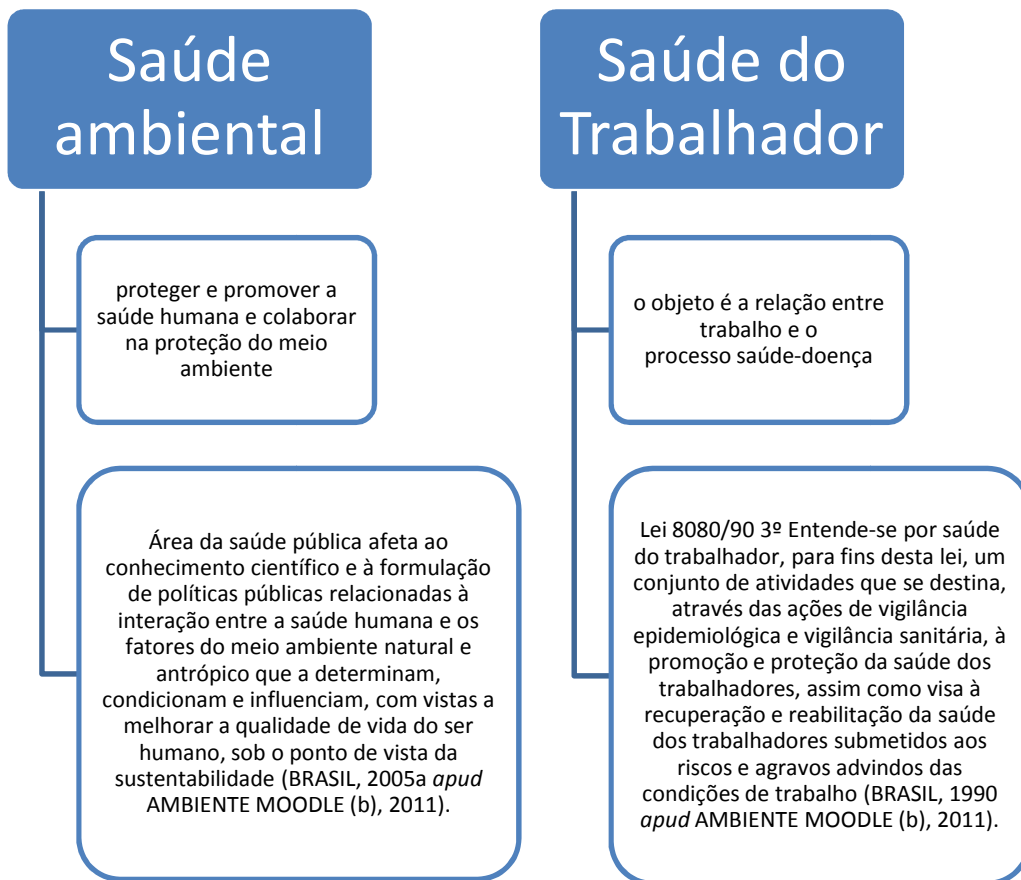 Saúde
ambiental
proteger e promover a
saúde humana e colaborar
na proteção do meio
ambiente
Área da saúde pública afeta ao
conhecimento científico e à formulação
de políticas públicas relacionadas à
interação entre a saúde humana e os
fatores do meio ambiente natural e
antrópico que a determinam,
condicionam e influenciam, com vistas a
melhorar a qualidade de vida do ser
humano, sob o ponto de vista da
sustentabilidade (BRASIL, 2005a apud
AMBIENTE MOODLE (b), 2011).
Saúde do
Trabalhador
o objeto é a relação entre
trabalho e o
processo saúde-doença
Lei 8080/90 3º Entende-se por saúde
do trabalhador, para fins desta lei, um
conjunto de atividades que se destina,
através das ações de vigilância
epidemiológica e vigilância sanitária, à
promoção e proteção da saúde dos
trabalhadores, assim como visa à
recuperação e reabilitação da saúde
dos trabalhadores submetidos aos
riscos e agravos advindos das
condições de trabalho (BRASIL, 1990
apud AMBIENTE MOODLE (b), 2011).